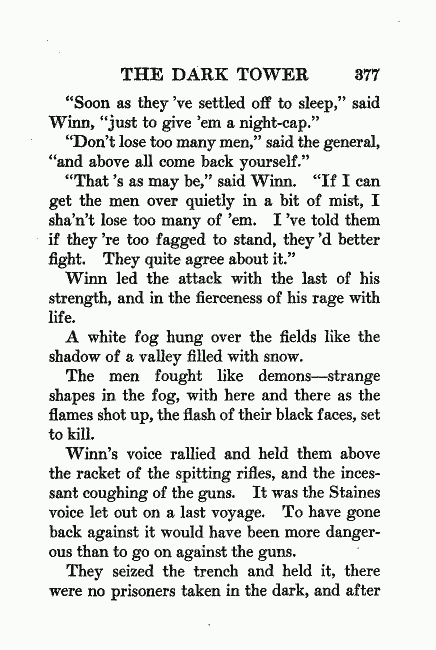 THE DARK TOWER 377
"Soon as they 've settled off to sleep," said
Winn, "just to give 'em a night-cap."
"Don't lose too many men," said the general,
"and above all come back yourself."
"That 's as may be," said Winn. "If I can
get the men over quietly in a bit of mist, I
sha'n't lose too many of 'em. I 've told them
if they 're too fagged to stand, they 'd better
fight. They quite agree about it."
Winn led the attack with the last of his
strength, and in the fierceness of his rage with
life.
A white fog hung over the fields like the
shadow of a valley filled with snow.
The men fought like demons—strange
shapes in the fog, with here and there as the
flames shot up, the flash of their black faces, set
to kill.
Winn's voice rallied and held them above
the racket of the spitting rifles, and the inces-
sant coughing of the guns. It was the Staines
voice let out on a last voyage. To have gone
back against it would have been more danger-
ous than to go on against the guns.
They seized the trench and held it, there
were no prisoners taken in the dark, and after